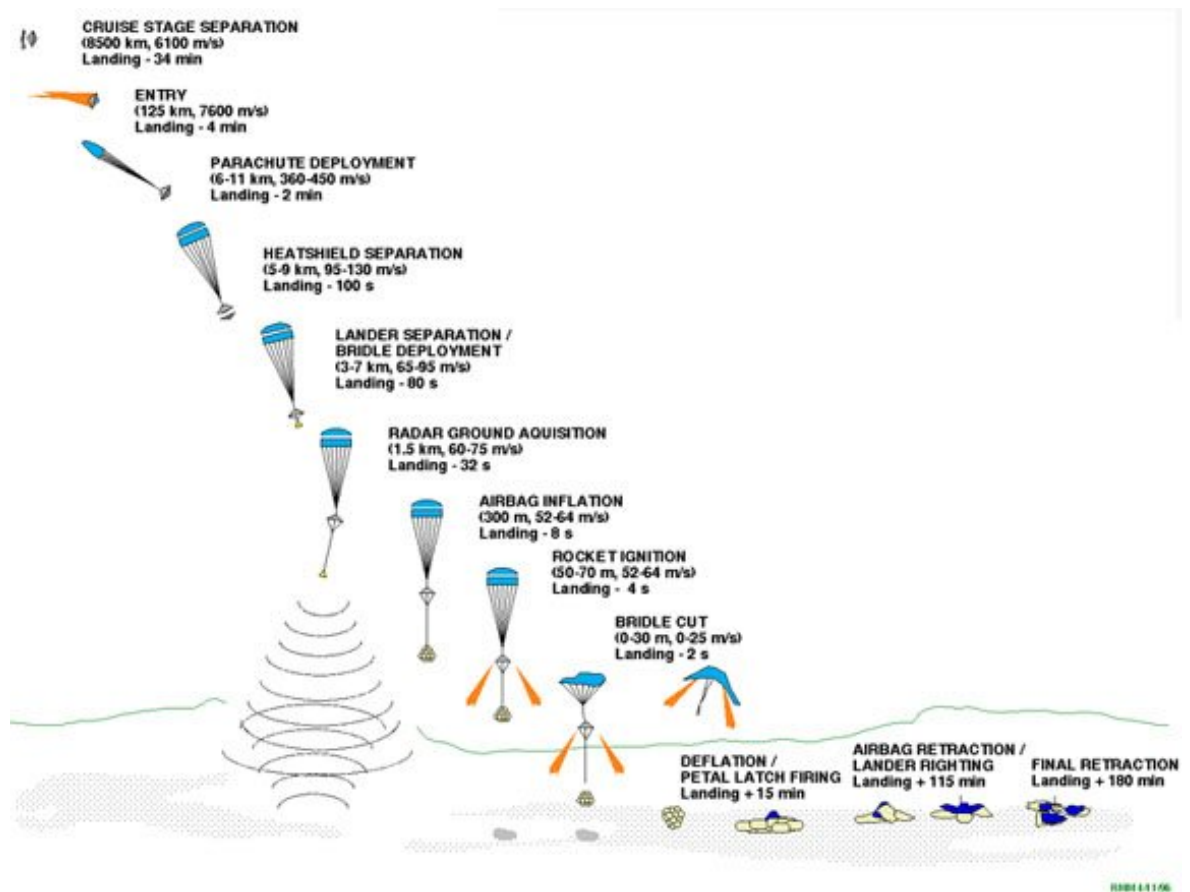 CRUISE STAGE SEPARATION
(8500 km, 6100 m/s)
Landing - 34 min
ENTRY
(125 km, 7600 m/s)
Landing - 4 min
PARACHUTE DEPLOYMENT
(6-11 km, 360-450 m/s)
Landing - 2 min
HEATSHIELD SEPARATION
(5-9 km, 95-130 m/s)
Landing - 100 s
LANDER SEPARATION /
BRIDLE DEPLOYMENT
(3-7 km, 65-95 m/s)
Landing - 80 s
RADAR GROUND AQUISITION
(1.5 km, 60-75 m/s)
Landing - 32 s
AIRBAG INFLATION
(300 m, 52-64 m/s)
Landing - 8 s
ROCKET IGNITION
(50-70 m, 52-64 m/s)
Landing - 4 s
BRIDLE CUT
(0-30 m, 0-25 m/s)
Landing - 2 s
DEFLATION /
PETAL LATCH FIRING
Landing + 15 min
AIRBAG RETRACTION /
LANDER RIGHTING
Landing + 115 min
FINAL RETRACTION
Landing + 180 min